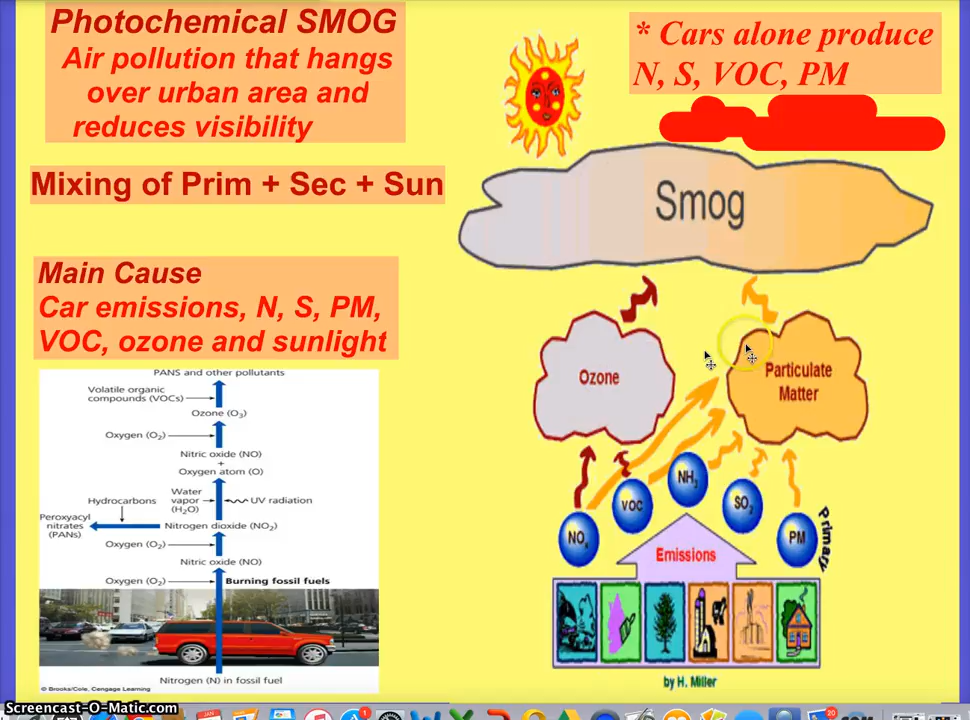 Photochemical SMOG
Air pollution that hangs
over urban area and
reduces visibility
* Cars alone produce
N, S, VOC, PM
Mixing of Prim + Sec + Sun
Smog
Main Cause
Car emissions, N, S, PM,
VOC, ozone and sunlight
PANS and other pollutants
Volatile organic
compounds (VOCs)
Ozone (O₃)
Oxygen (O₂)
Nitric oxide (NO)
+
Oxygen atom (O)
Water
vapor
(H₂O)
UV radiation
Hydrocarbons
Peroxyacyl
nitrates
(PANs)
Nitrogen dioxide (NO₂)
Oxygen (O₂)
Nitric oxide (NO)
Oxygen (O₂)
Burning fossil fuels
Nitrogen (N) in fossil fuel
© Brooks/Cole, Cengage Learning
Ozone
Particulate
Matter
NOₓ
VOC
NH₃
SO₂
PM
Primary
Emissions
by H. Miller
Screencast-O-Matic.com
1
20